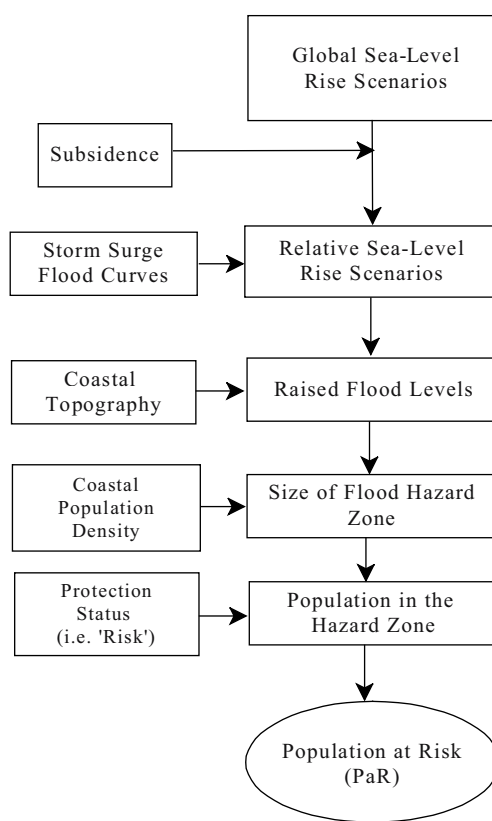 Global Sea-Level
Rise Scenarios
Subsidence
Storm Surge
Flood Curves
Relative Sea-Level
Rise Scenarios
Coastal
Topography
Raised Flood Levels
Coastal
Population
Density
Size of Flood Hazard
Zone
Protection
Status
(i.e. 'Risk')
Population in the
Hazard Zone
Population at Risk
(PaR)